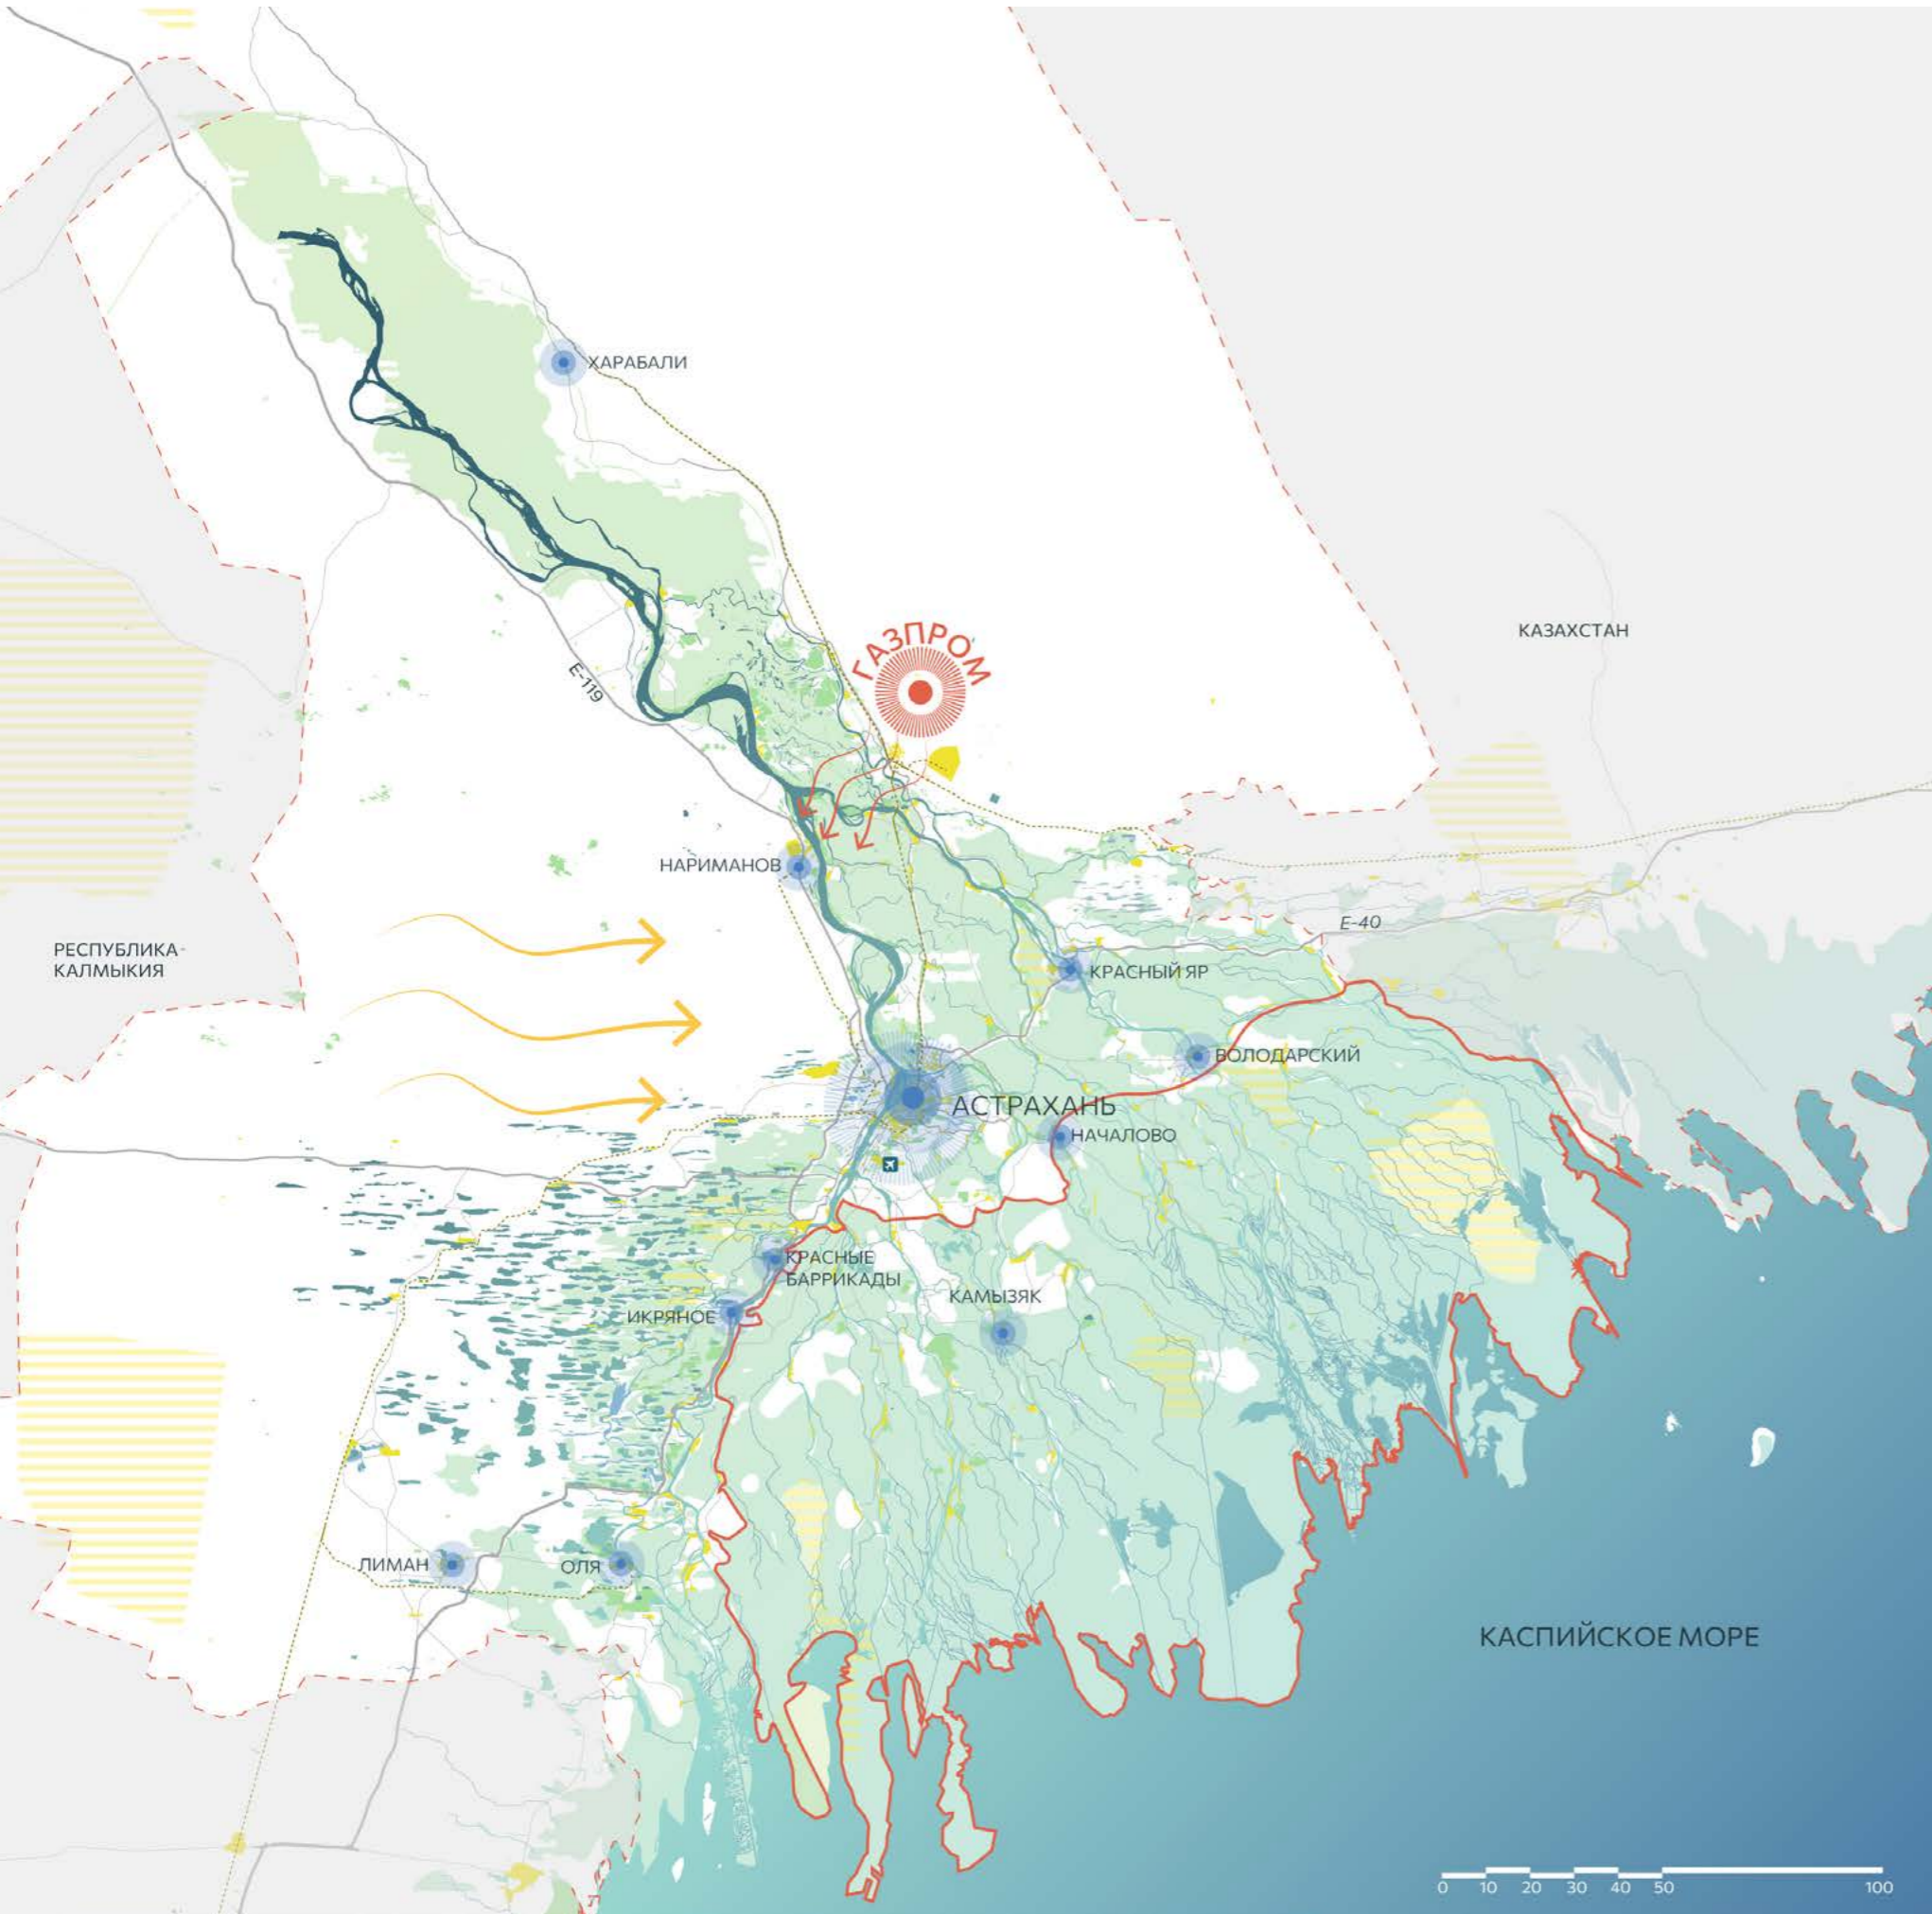 ХАРАБАЛИ
ГАЗПРОМ
КАЗАХСТАН
E-119
НАРИМАНОВ
E-40
РЕСПУБЛИКА-
КАЛМЫКИЯ
КРАСНЫЙ ЯР
ВОЛОДАРСКИЙ
АСТРАХАНЬ
НАЧАЛОВО
КРАСНЫЕ
БАРРИКАДЫ
КАМЫЗЯК
ИКРЯНОЕ
ЛИМАН
ОЛЯ
КАСПИЙСКОЕ МОРЕ
0 10 20 30 40 50 100